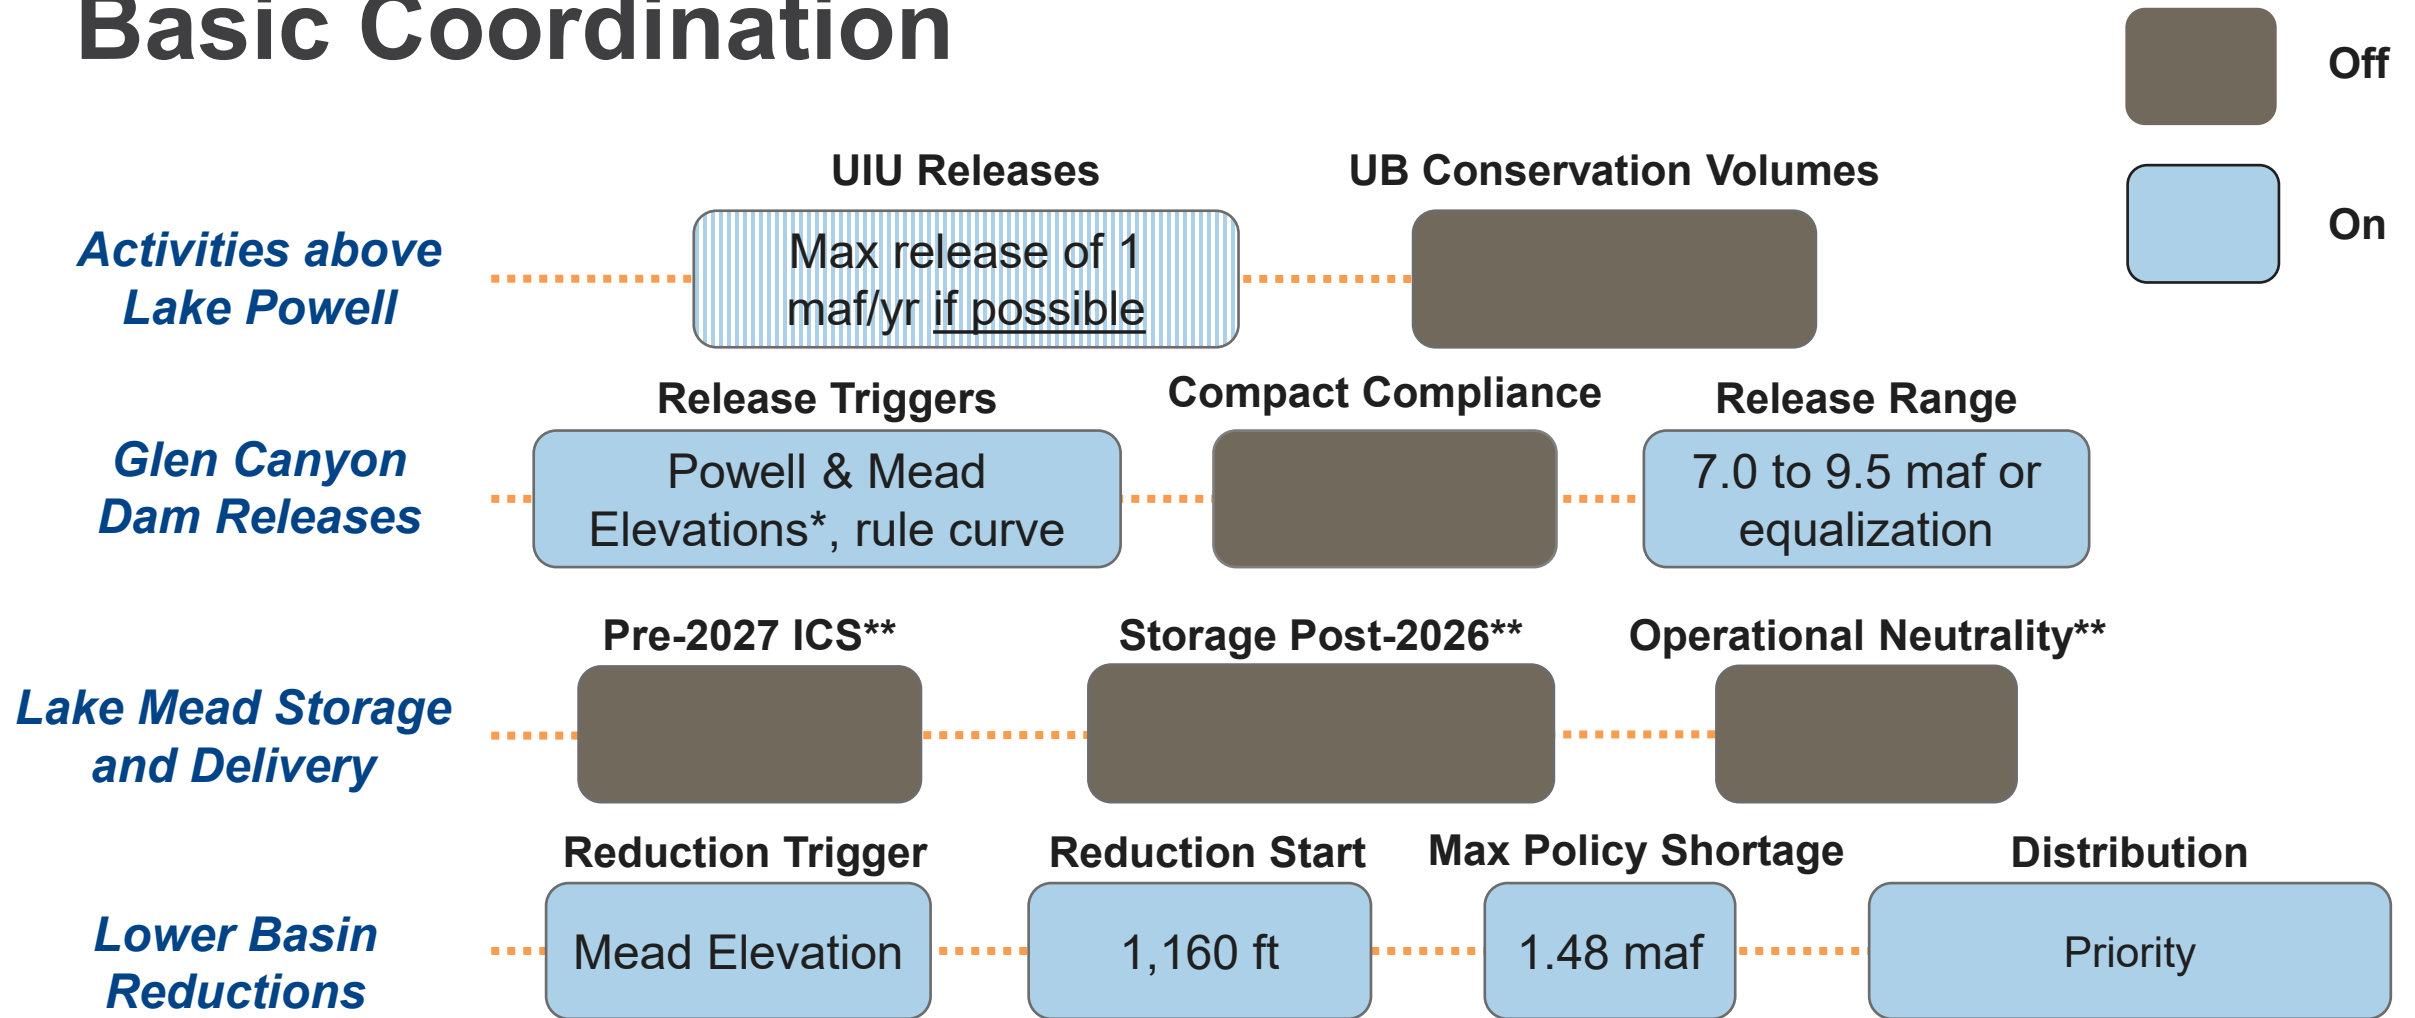 Basic Coordination
Off
On
UIU Releases
UB Conservation Volumes
Activities above
Lake Powell
Max release of 1
maf/yr if possible
Release Triggers
Compact Compliance
Release Range
Glen Canyon
Dam Releases
Powell & Mead
Elevations*, rule curve
7.0 to 9.5 maf or
equalization
Pre-2027 ICS**
Storage Post-2026**
Operational Neutrality**
Lake Mead Storage
and Delivery
Reduction Trigger
Reduction Start
Max Policy Shortage
Distribution
Lower Basin
Reductions
Mead Elevation
1,160 ft
1.48 maf
Priority